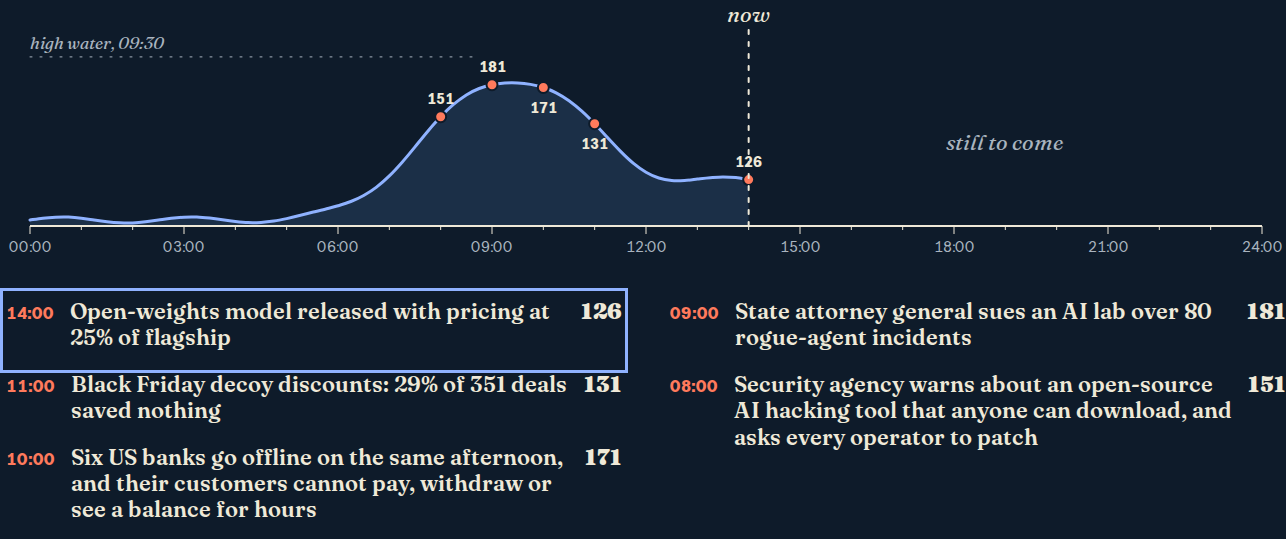 now
high water, 09:30
181
151
171
131
126
still to come
00:00
03:00
06:00
09:00
12:00
15:00
18:00
21:00
24:00
14:00 Open-weights model released with pricing at 126
25% of flagship
11:00 Black Friday decoy discounts: 29% of 351 deals 131
saved nothing
10:00 Six US banks go offline on the same afternoon, 171
and their customers cannot pay, withdraw or
see a balance for hours
09:00 State attorney general sues an AI lab over 80 181
rogue-agent incidents
08:00 Security agency warns about an open-source 151
AI hacking tool that anyone can download, and
asks every operator to patch